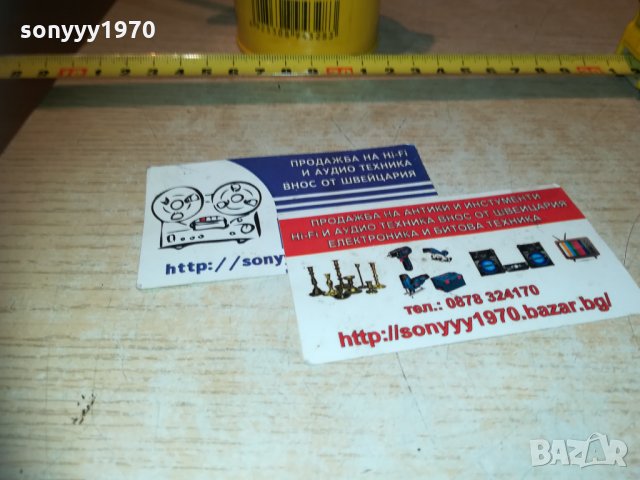 sonyyy1970
ПРОДАЖБА НА Hi-Fi
И АУДИО ТЕХНИКА
ВНОС ОТ ШВЕЙЦАРИЯ
http://sony
ПРОДАЖБА НА АНТИКИ И ИНСТУМЕНТИ
Hi-Fi И АУДИО ТЕХНИКА ВНОС ОТ ШВЕЙЦАРИЯ
ЕЛЕКТРОНИКА И БИТОВА ТЕХНИКА
тел.: 0878 324170
http://sonyyy1970.bazar.bg/
BAZAR